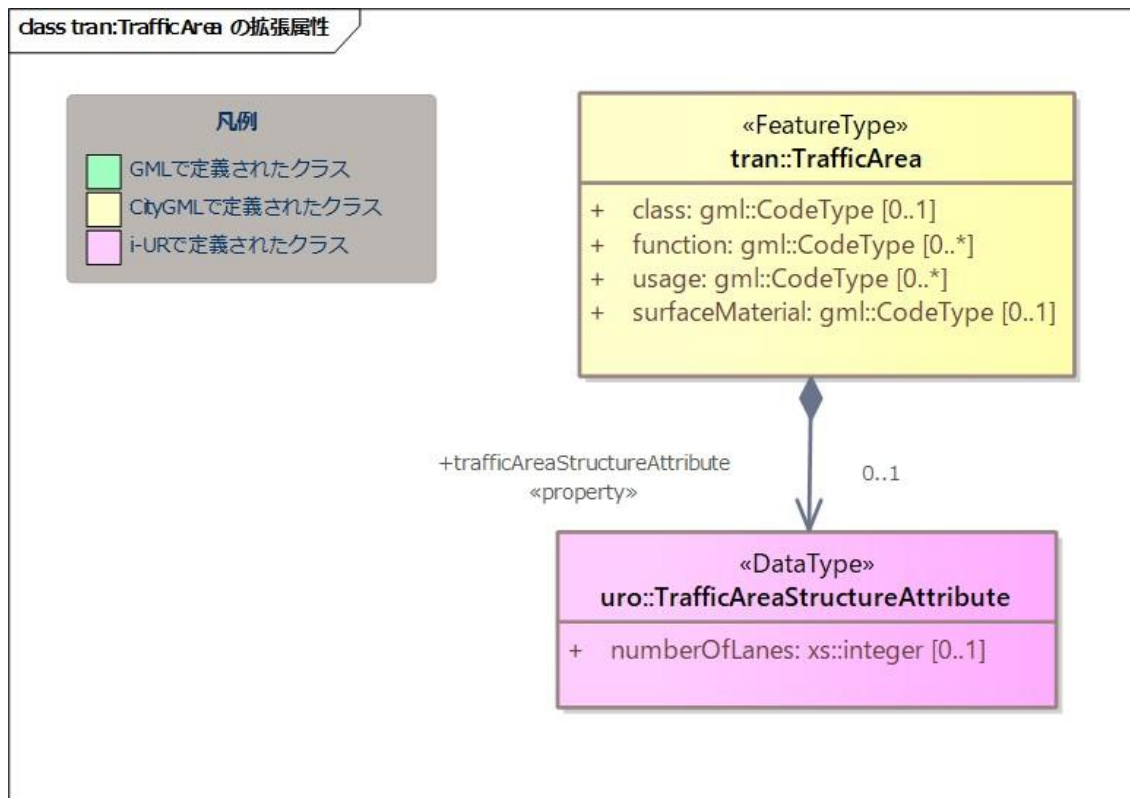 class tran:TrafficArea の拡張属性
凡例
GMLで定義されたクラス
CityGMLで定義されたクラス
i-URで定義されたクラス
«FeatureType»
tran::TrafficArea
+ class: gml::CodeType [0..1]
+ function: gml::CodeType [0..*]
+ usage: gml::CodeType [0..*]
+ surfaceMaterial: gml::CodeType [0..1]
+trafficAreaStructureAttribute
«property»
0..1
«DataType»
uro::TrafficAreaStructureAttribute
+ numberOfLanes: xs::integer [0..1]